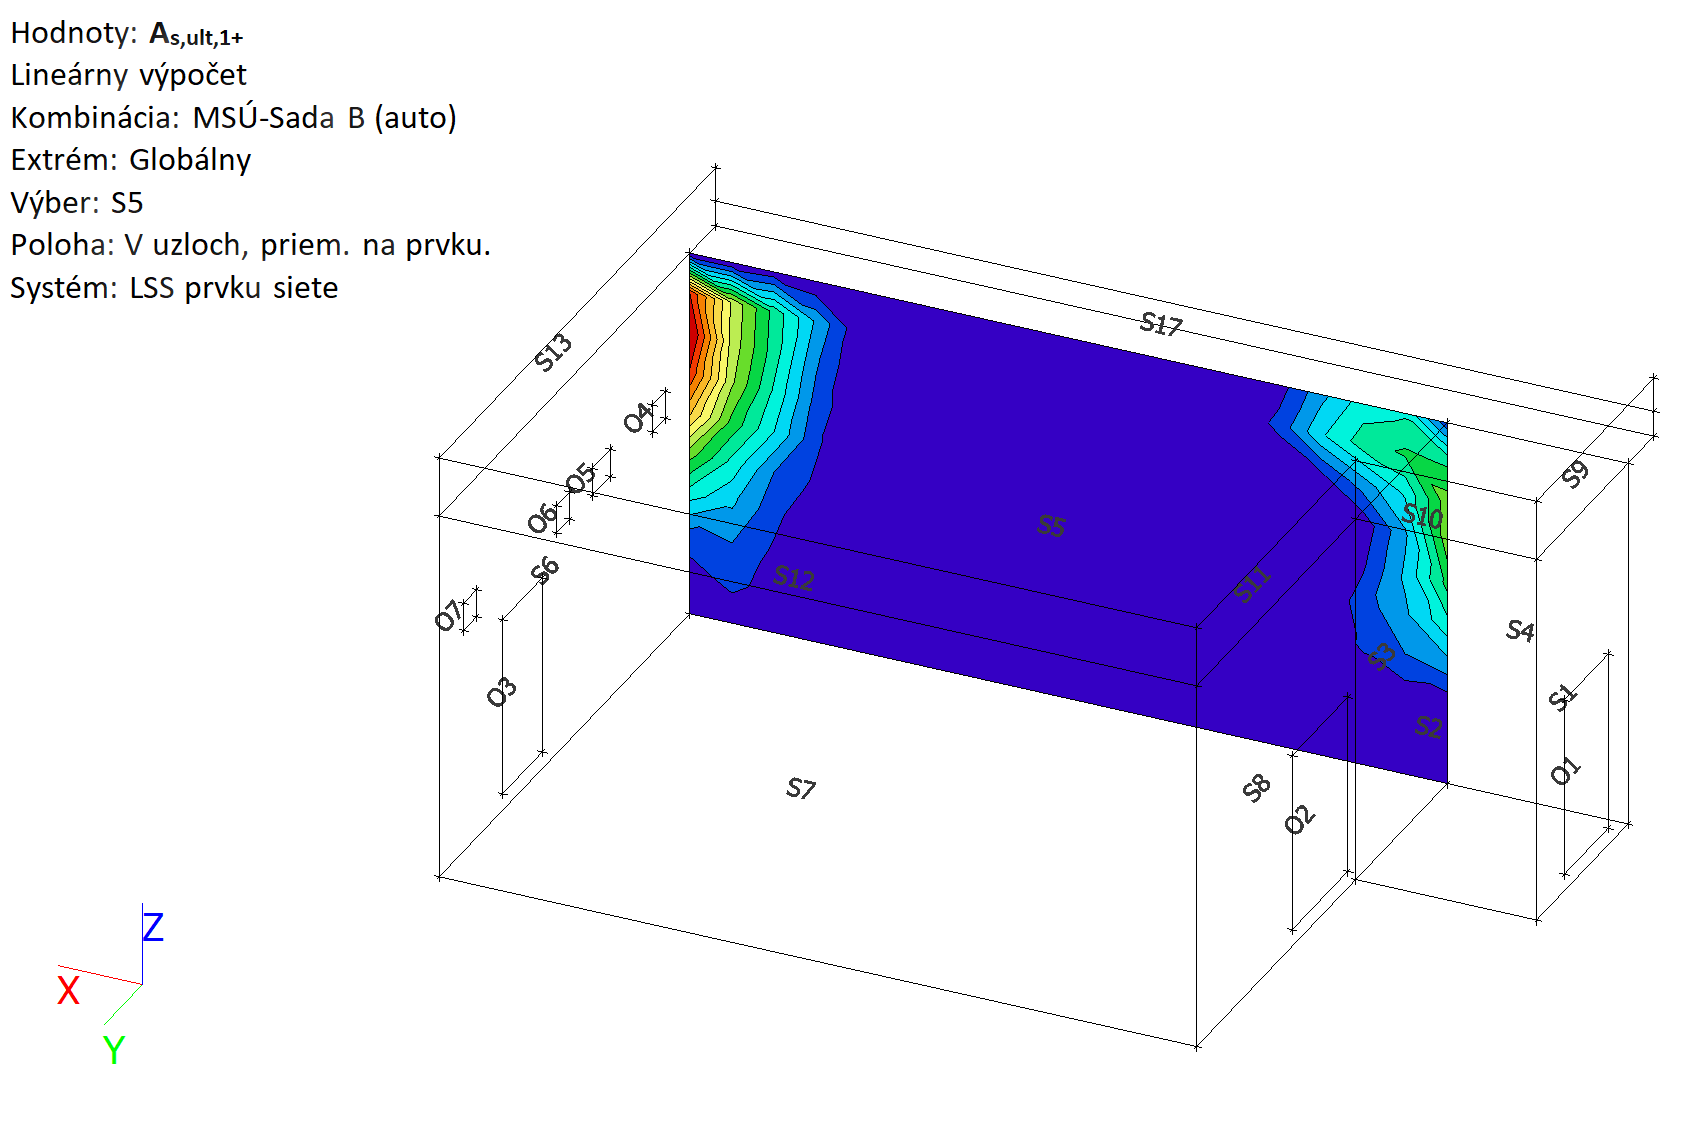 Hodnoty: As,ult,1+
Lineárny výpočet
Kombinácia: MSÚ-Sada B (auto)
Extrém: Globálny
Výber: S5
Poloha: V uzloch, priem. na prvku.
Systém: LSS prvku siete
S17
S13
O4
S9
O5
O6
S10
S5
S6
S12
S11
O7
S4
S3
O3
S1
S2
O1
S7
S8
O2
Z
X
Y